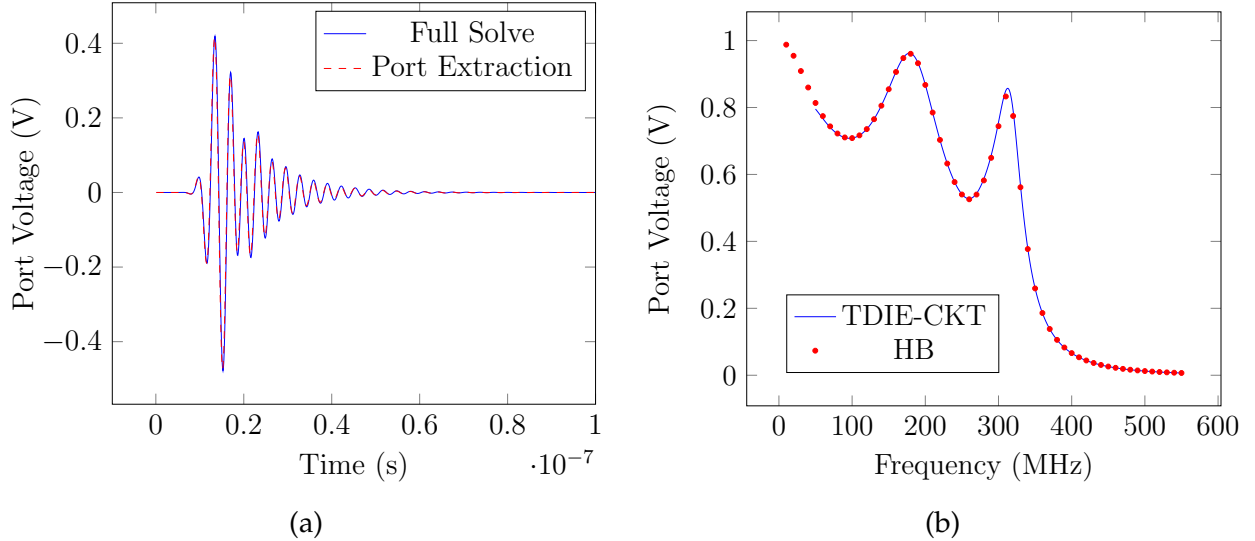 0.4
0.2
0
−0.2
−0.4
Port Voltage (V)
Full Solve
Port Extraction
0 0.2 0.4 0.6 0.8 1
Time (s)
·10⁻⁷
(a)
1
0.8
0.6
0.4
0.2
0
Port Voltage (V)
TDIE-CKT
HB
0 100 200 300 400 500 600
Frequency (MHz)
(b)